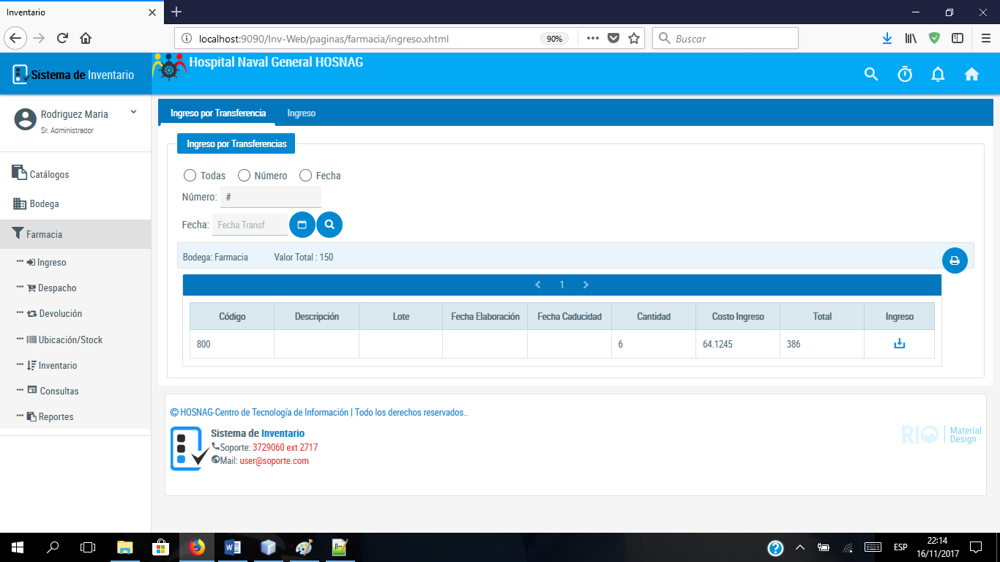 Inventario
localhost:9090/Inv-Web/paginas/farmacia/ingreso.xhtml
90%
Buscar
Sistema de Inventario
Hospital Naval General HOSNAG
Rodriguez Maria
Sr. Administrador
Catálogos
Bodega
Farmacia
Ingreso
Despacho
Devolución
Ubicación/Stock
Inventario
Consultas
Reportes
Ingreso por Transferencia Ingreso
Ingreso por Transferencias
Todas Número Fecha
Número: #
Fecha: Fecha Transf
Bodega: Farmacia Valor Total : 150
1
Código Descripción Lote Fecha Elaboración Fecha Caducidad Cantidad Costo Ingreso Total Ingreso
800 6 64.1245 386
© HOSNAG-Centro de Tecnología de Información | Todo los derechos reservados..
Sistema de Inventario
Soporte: 3729060 ext 2717
Mail: user@soporte.com
RIO Material
Design
ESP
22:14
16/11/2017